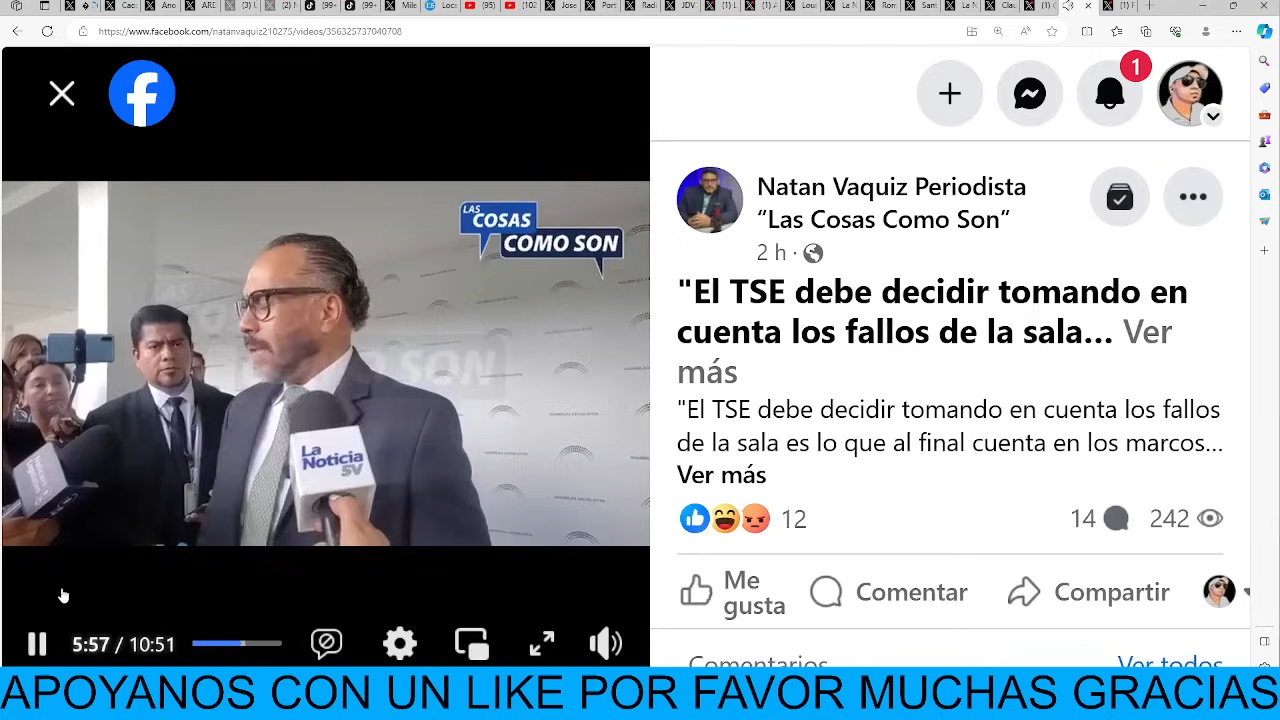 https://www.facebook.com/natanvaquiz210275/videos/356325737040708
1
Natan Vaquiz Periodista
“Las Cosas Como Son”
2 h ·
"El TSE debe decidir tomando en
cuenta los fallos de la sala... Ver
más
"El TSE debe decidir tomando en cuenta los fallos
de la sala es lo que al final cuenta en los marcos...
Ver más
12
14
242
Me
gusta
Comentar
Compartir
Comentarios
Ver todos
LAS
COSAS
COMO SON
La
Noticia
SV
5:57 / 10:51
APOYANOS CON UN LIKE POR FAVOR MUCHAS GRACIAS